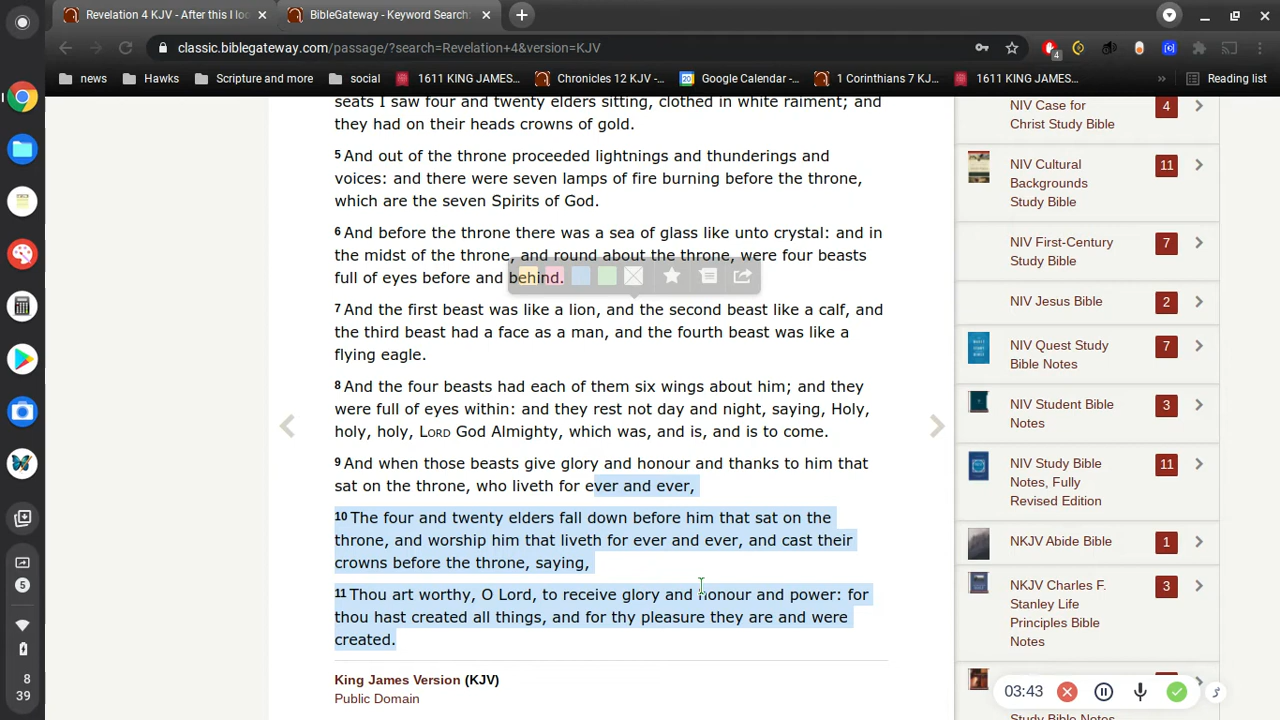 Revelation 4 KJV - After this I loo
BibleGateway - Keyword Search:
classic.biblegateway.com/passage/?search=Revelation+4&version=KJV
4
news
Hawks
Scripture and more
social
1611 KING JAMES...
Chronicles 12 KJV -...
20
Google Calendar -...
1 Corinthians 7 KJ...
1611 KING JAMES...
»
Reading list
seats I saw four and twenty elders sitting, clothed in white raiment; and
they had on their heads crowns of gold.
5 And out of the throne proceeded lightnings and thunderings and
voices: and there were seven lamps of fire burning before the throne,
which are the seven Spirits of God.
6 And before the throne there was a sea of glass like unto crystal: and in
the midst of the throne, and round about the throne, were four beasts
full of eyes before and behind.
7 And the first beast was like a lion, and the second beast like a calf, and
the third beast had a face as a man, and the fourth beast was like a
flying eagle.
8 And the four beasts had each of them six wings about him; and they
were full of eyes within: and they rest not day and night, saying, Holy,
holy, holy, LORD God Almighty, which was, and is, and is to come.
9 And when those beasts give glory and honour and thanks to him that
sat on the throne, who liveth for ever and ever,
10 The four and twenty elders fall down before him that sat on the
throne, and worship him that liveth for ever and ever, and cast their
crowns before the throne, saying,
11 Thou art worthy, O Lord, to receive glory and honour and power: for
thou hast created all things, and for thy pleasure they are and were
created.
King James Version (KJV)
Public Domain
NIV Case for
Christ Study Bible
4
NIV Cultural
Backgrounds
Study Bible
11
NIV First-Century
Study Bible
7
NIV Jesus Bible
2
NIV Quest Study
Bible Notes
7
NIV Student Bible
Notes
3
NIV Study Bible
Notes, Fully
Revised Edition
11
NKJV Abide Bible
1
NKJV Charles F.
Stanley Life
Principles Bible
Notes
3
Study Bible Notes
03:43
5
8
39